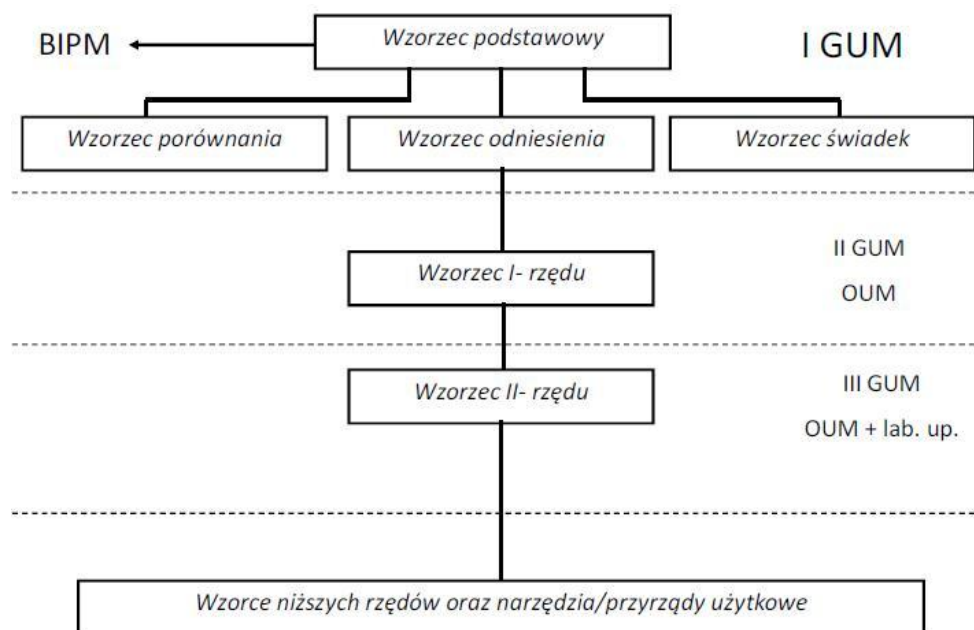 BIPM
Wzorzec podstawowy
I GUM
Wzorzec porównania
Wzorzec odniesienia
Wzorzec świadek
Wzorzec I- rzędu
II GUM
OUM
Wzorzec II- rzędu
III GUM
OUM + lab. up.
Wzorce niższych rzędów oraz narzędzia/przyrządy użytkowe